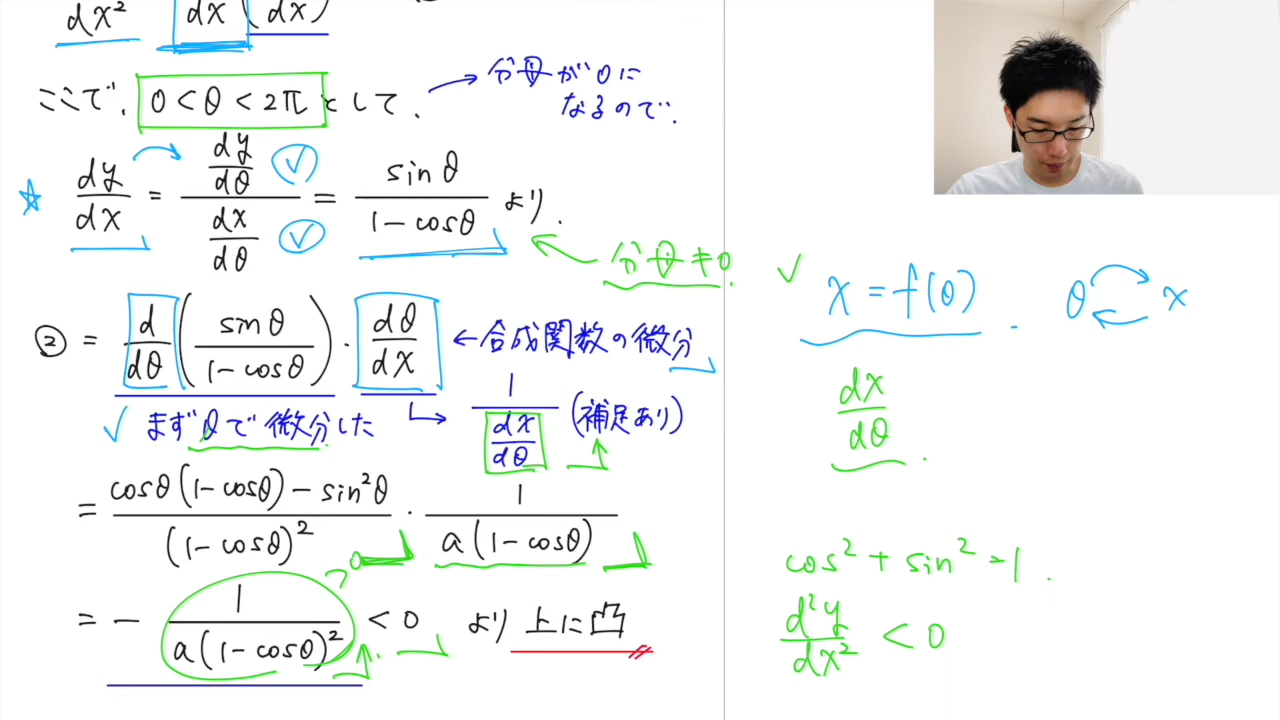 dx² dx (dx)
ここで、0 < θ < 2π として、 → 分母が0に
なるので、
☆ dy/dx = (dy/dθ)/(dx/dθ) = sinθ/(1-cosθ) より、
分母≠0.
② = d/dθ (sinθ/(1-cosθ)) · dθ/dx ← 合成関数の微分
✓ まずθで微分した → 1/(dx/dθ) (補足あり)
= (cosθ(1-cosθ) - sin²θ)/(1-cosθ)² · 1/(a(1-cosθ))
= - 1/(a(1-cosθ)²) < 0 より 上に凸
✓ x = f(θ). θ ⇄ x
dx/dθ.
cos² + sin² = 1.
d²y/dx² < 0